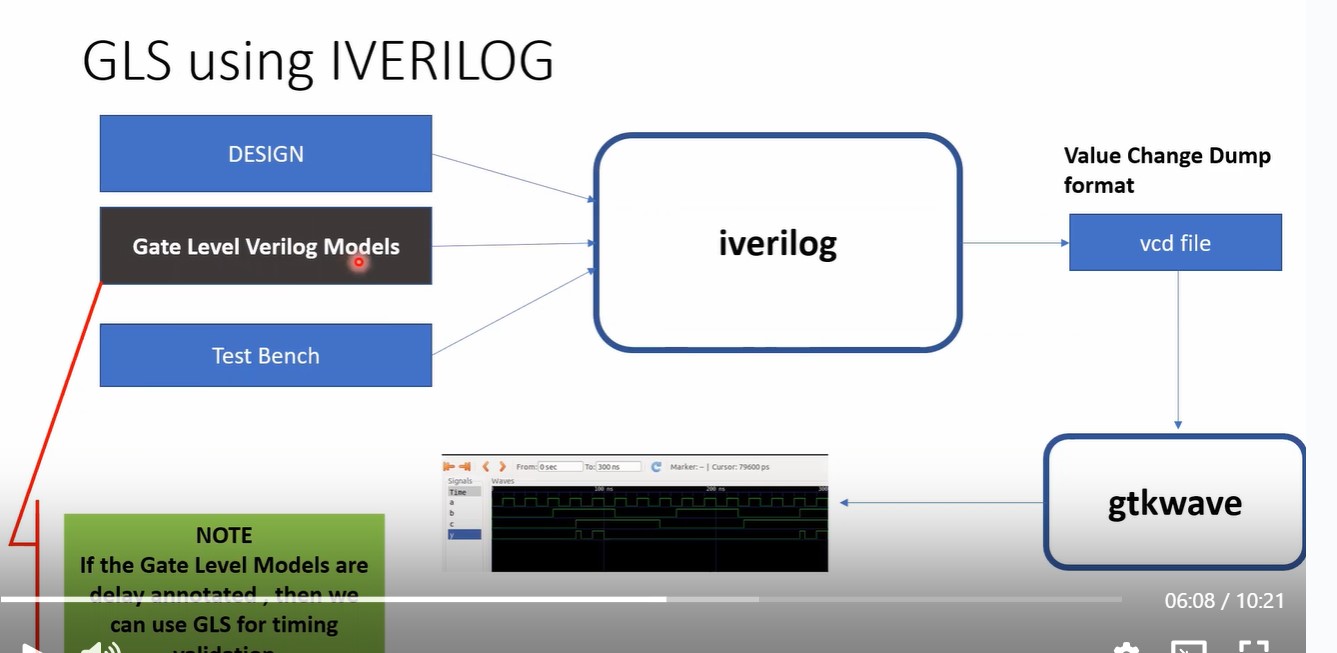 GLS using IVERILOG
DESIGN
Gate Level Verilog Models
Test Bench
iverilog
Value Change Dump
format
vcd file
gtkwave
From: 0 sec To: 300 ns Marker: -- | Cursor: 79600 ps
Signals Waves
Time
100 ns 200 ns 300
a
b
c
y
NOTE
If the Gate Level Models are
delay annotated , then we
can use GLS for timing
validation
06:08 / 10:21